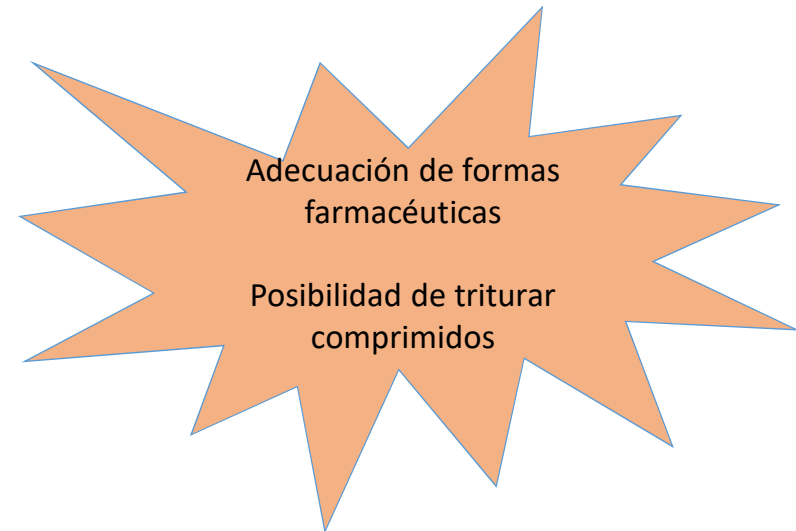 Adecuación de formas
farmacéuticas
Posibilidad de triturar
comprimidos